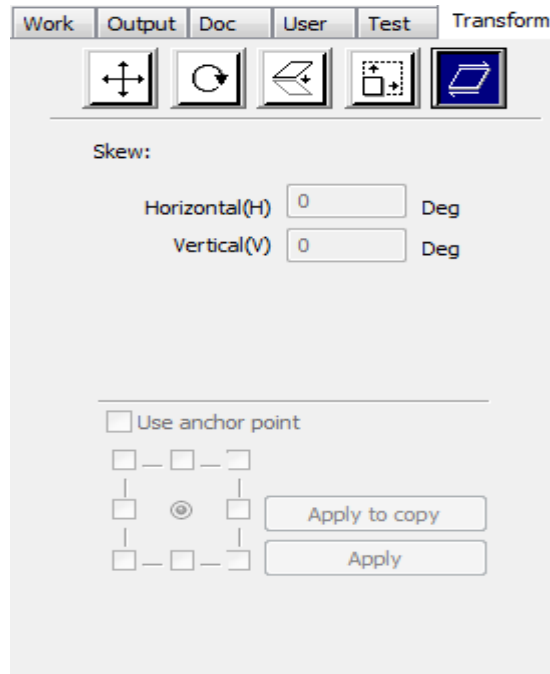 Work Output Doc User Test Transform
Skew:
Horizontal(H) 0 Deg
Vertical(V) 0 Deg
Use anchor point
Apply to copy
Apply